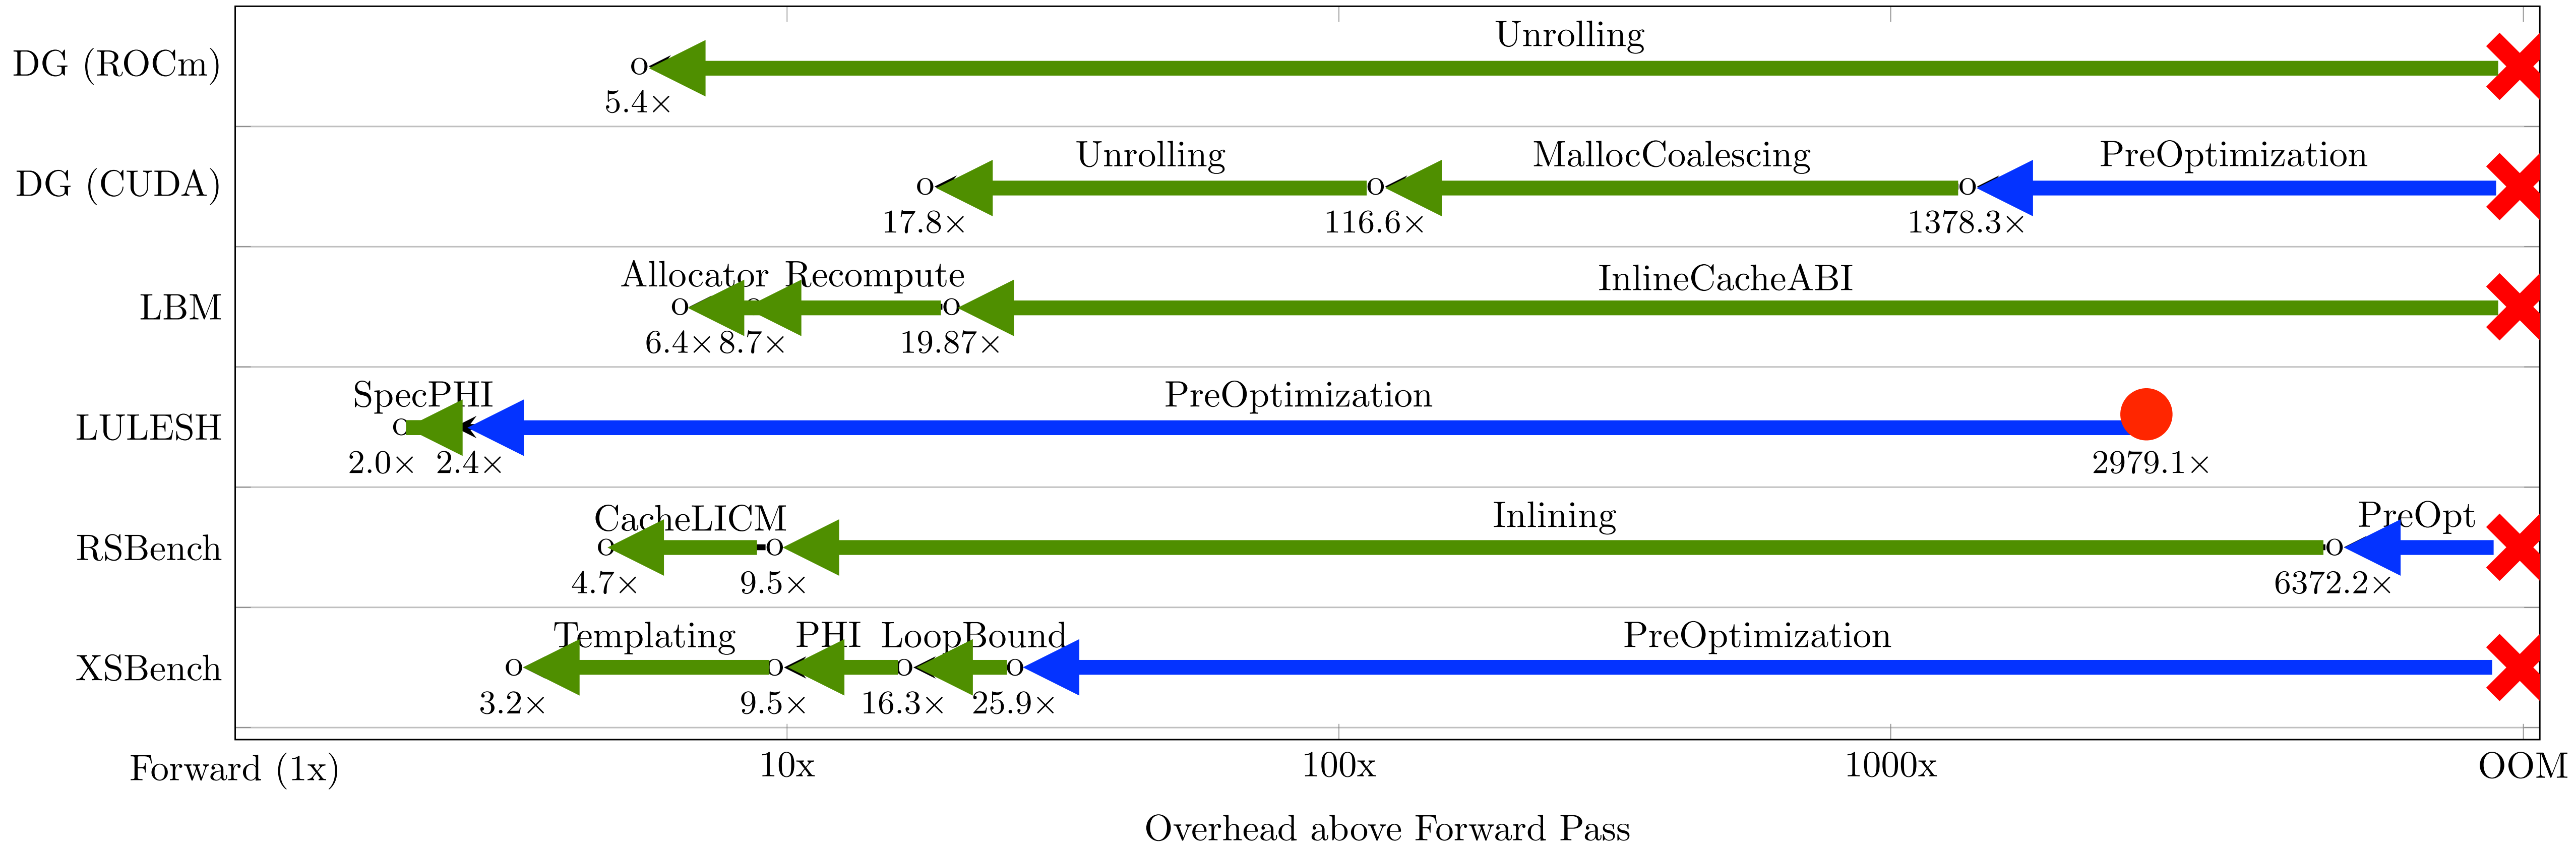 Unrolling
DG (ROCm)
5.4×
Unrolling MallocCoalescing PreOptimization
DG (CUDA)
17.8× 116.6× 1378.3×
Allocator Recompute InlineCacheABI
LBM
6.4× 8.7× 19.87×
SpecPHI PreOptimization
LULESH
2.0× 2.4× 2979.1×
CacheLICM Inlining PreOpt
RSBench
4.7× 9.5× 6372.2×
Templating PHI LoopBound PreOptimization
XSBench
3.2× 9.5× 16.3× 25.9×
Forward (1x) 10x 100x 1000x OOM
Overhead above Forward Pass